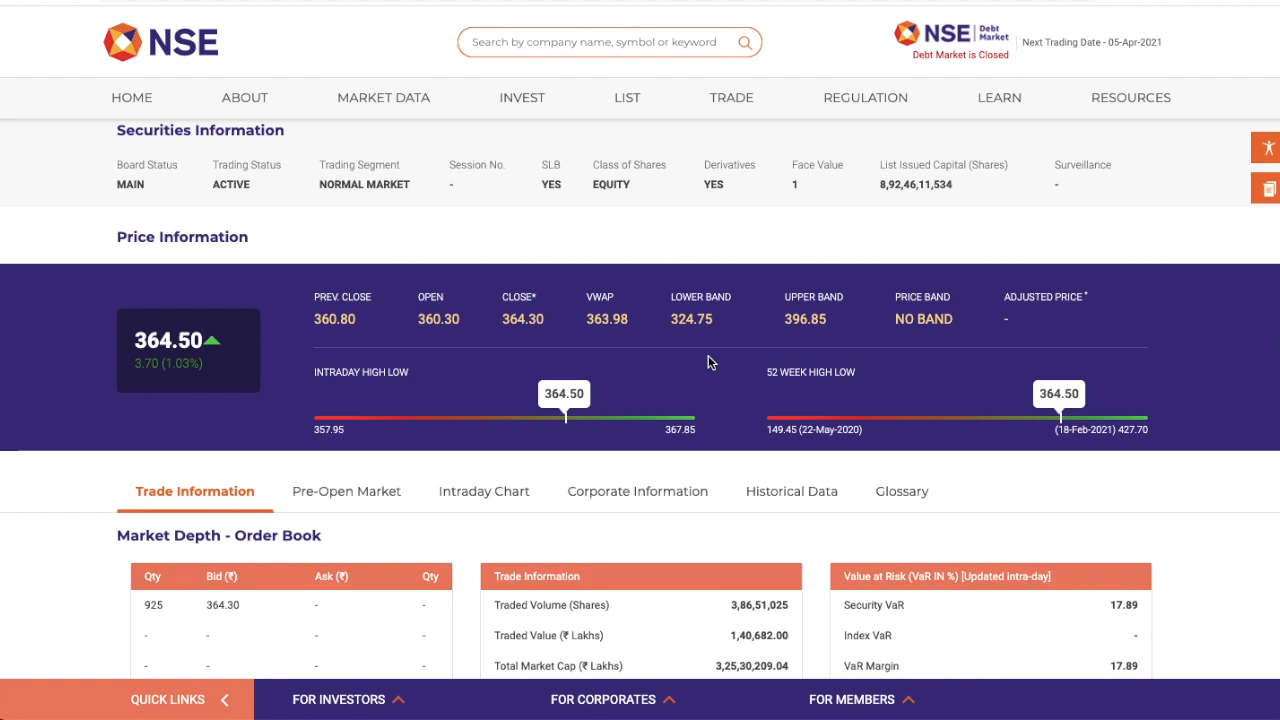 NSE
Search by company name, symbol or keyword
NSE Debt Market
Debt Market is Closed
Next Trading Date - 05-Apr-2021
HOME ABOUT MARKET DATA INVEST LIST TRADE REGULATION LEARN RESOURCES
Securities Information
Board Status Trading Status Trading Segment Session No. SLB Class of Shares Derivatives Face Value List Issued Capital (Shares) Surveillance
MAIN ACTIVE NORMAL MARKET - YES EQUITY YES 1 8,92,46,11,534 -
Price Information
PREV. CLOSE OPEN CLOSE* VWAP LOWER BAND UPPER BAND PRICE BAND ADJUSTED PRICE*
360.80 360.30 364.30 363.98 324.75 396.85 NO BAND -
364.50
3.70 (1.03%)
INTRADAY HIGH LOW 52 WEEK HIGH LOW
364.50 364.50
357.95 367.85 149.45 (22-May-2020) (18-Feb-2021) 427.70
Trade Information Pre-Open Market Intraday Chart Corporate Information Historical Data Glossary
Market Depth - Order Book
Qty Bid (₹) Ask (₹) Qty
925 364.30 - -
- - - -
- - - -
Trade Information
Traded Volume (Shares) 3,86,51,025
Traded Value (₹ Lakhs) 1,40,682.00
Total Market Cap (₹ Lakhs) 3,25,30,209.04
Value at Risk (VaR IN %) [Updated intra-day]
Security VaR 17.89
Index VaR -
VaR Margin 17.89
QUICK LINKS FOR INVESTORS FOR CORPORATES FOR MEMBERS